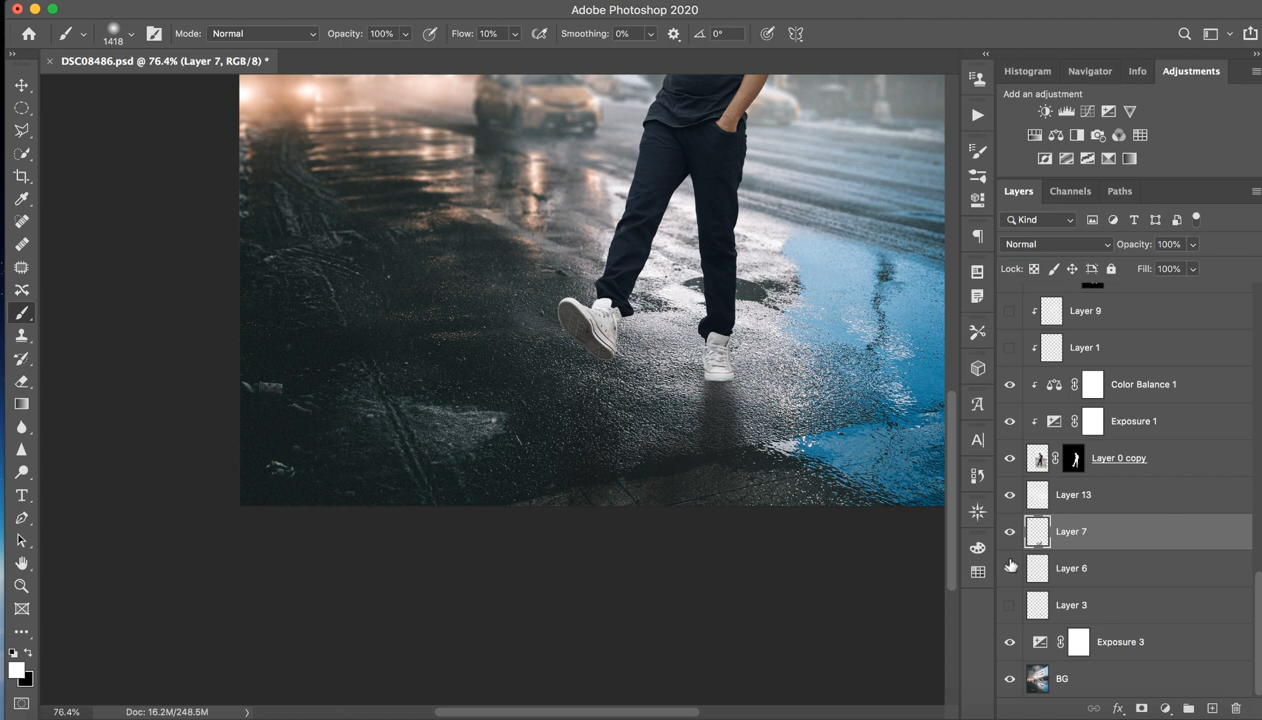 Adobe Photoshop 2020
1418
Mode: Normal
Opacity: 100%
Flow: 10%
Smoothing: 0%
0°
DSC08486.psd @ 76.4% (Layer 7, RGB/8) *
Histogram
Navigator
Info
Adjustments
Add an adjustment
Layers
Channels
Paths
Kind
Normal
Opacity: 100%
Lock:
Fill: 100%
Layer 9
Layer 1
Color Balance 1
Exposure 1
Layer 0 copy
Layer 13
Layer 7
Layer 6
Layer 3
Exposure 3
BG
76.4%
Doc: 16.2M/248.5M